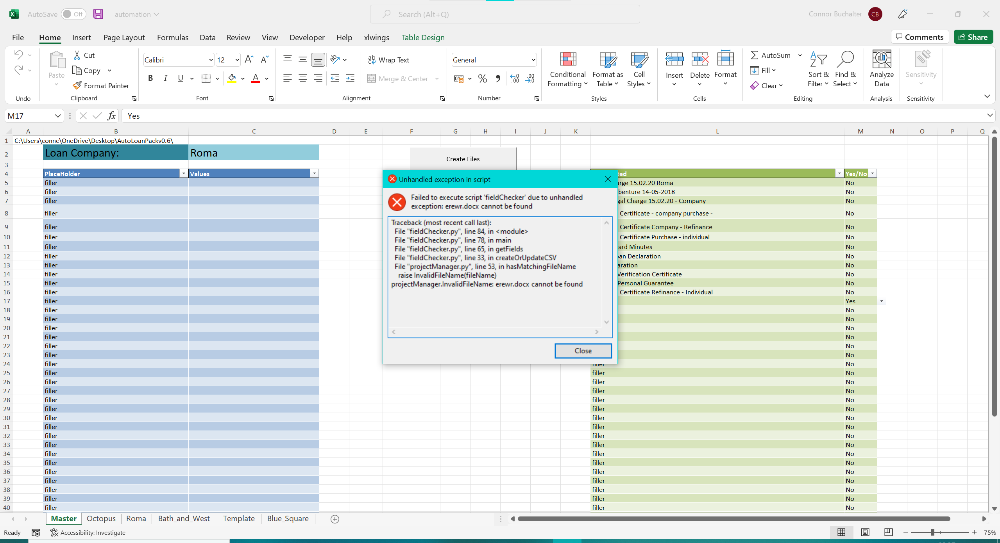 AutoSave Off automation Search (Alt+Q) Connor Buchalter CB
File Home Insert Page Layout Formulas Data Review View Developer Help xlwings Table Design Comments Share
Cut
Calibri 12 Wrap Text General AutoSum
Paste Copy Conditional Format as Cell Insert Delete Format Fill Sort & Find & Analyze Sensitivity
B I U Merge & Center Formatting Table Styles Filter Select Data
Format Painter Clear
Undo Clipboard Font Alignment Number Styles Cells Editing Analysis Sensitivity
M17 fx Yes
A B C D E F G H I J K L M N O P Q
1 C:\Users\connc\OneDrive\Desktop\AutoLoanPackv0.6\
2 Loan Company: Roma Create Files
3
4 PlaceHolder Values ted Yes/No
Unhandled exception in script
Failed to execute script 'fieldChecker' due to unhandled
exception: erewr.docx cannot be found
Traceback (most recent call last):
File "fieldChecker.py", line 84, in <module>
File "fieldChecker.py", line 78, in main
File "fieldChecker.py", line 65, in getFields
File "fieldChecker.py", line 33, in createOrUpdateCSV
File "projectManager.py", line 53, in hasMatchingFileName
raise InvalidFileName(fileName)
projectManager.InvalidFileName: erewr.docx cannot be found
Close
5 filler arge 15.02.20 Roma No
6 filler benture 14-05-2018 No
7 filler gal Charge 15.02.20 - Company No
8 filler Certificate - company purchase - No
9 filler Certificate Company - Refinance No
10 filler Certificate Purchase - individual No
11 filler ard Minutes No
12 filler an Declaration No
13 filler aration No
14 filler Verification Certificate No
15 filler Personal Guarantee No
16 filler Certificate Refinance - Individual No
17 filler Yes
18 filler No
19 filler No
20 filler No
21 filler No
22 filler No
23 filler No
24 filler filler No
25 filler filler No
26 filler filler No
27 filler filler No
28 filler filler No
29 filler filler No
30 filler filler No
31 filler filler No
32 filler filler No
33 filler filler No
34 filler filler No
35 filler filler No
36 filler filler No
37 filler filler No
38 filler filler No
39 filler filler No
40 filler filler No
Master Octopus Roma Bath_and_West Template Blue_Square
Ready Accessibility: Investigate 75%